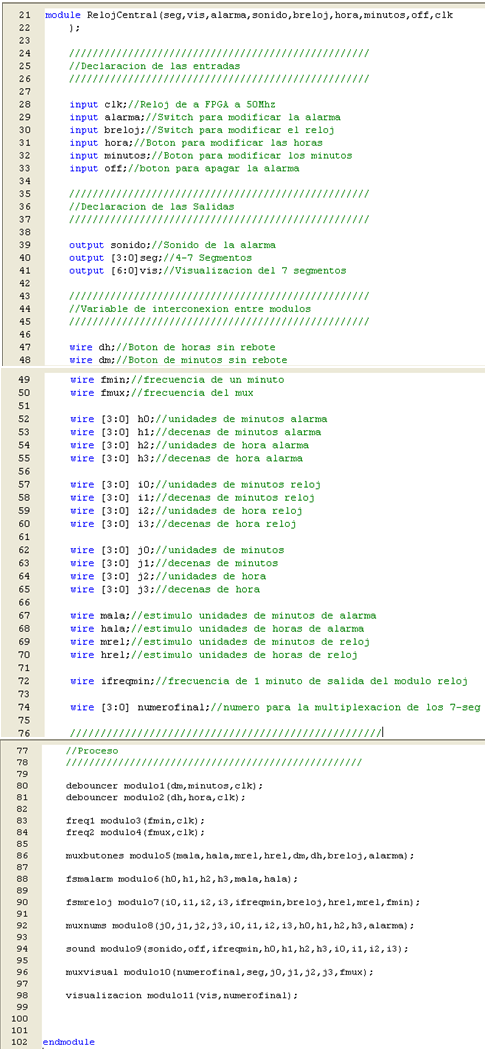 21 module RelojCentral(seg,vis,alarma,sonido,breloj,hora,minutos,off,clk
22 );
23
24 //////////////////////////////////////////////////
25 //Declaracion de las entradas
26 //////////////////////////////////////////////////
27
28 input clk;//Reloj de a FPGA a 50Mhz
29 input alarma;//Switch para modificar la alarma
30 input breloj;//Switch para modificar el reloj
31 input hora;//Boton para modificar las horas
32 input minutos;//Boton para modificar los minutos
33 input off;//boton para apagar la alarma
34
35 //////////////////////////////////////////////////
36 //Declaracion de las Salidas
37 //////////////////////////////////////////////////
38
39 output sonido;//Sonido de la alarma
40 output [3:0]seg;//4-7 Segmentos
41 output [6:0]vis;//Visualizacion del 7 segmentos
42
43 //////////////////////////////////////////////////
44 //Variable de interconexion entre modulos
45 //////////////////////////////////////////////////
46
47 wire dh;//Boton de horas sin rebote
48 wire dm;//Boton de minutos sin rebote
49 wire fmin;//frecuencia de un minuto
50 wire fmux;//frecuencia del mux
51
52 wire [3:0] h0;//unidades de minutos alarma
53 wire [3:0] h1;//decenas de minutos alarma
54 wire [3:0] h2;//unidades de hora alarma
55 wire [3:0] h3;//decenas de hora alarma
56
57 wire [3:0] i0;//unidades de minutos reloj
58 wire [3:0] i1;//decenas de minutos reloj
59 wire [3:0] i2;//unidades de hora reloj
60 wire [3:0] i3;//decenas de hora reloj
61
62 wire [3:0] j0;//unidades de minutos
63 wire [3:0] j1;//decenas de minutos
64 wire [3:0] j2;//unidades de hora
65 wire [3:0] j3;//decenas de hora
66
67 wire mala;//estimulo unidades de minutos de alarma
68 wire hala;//estimulo unidades de horas de alarma
69 wire mrel;//estimulo unidades de minutos de reloj
70 wire hrel;//estimulo unidades de horas de reloj
71
72 wire ifreqmin;//frecuencia de 1 minuto de salida del modulo reloj
73
74 wire [3:0] numerofinal;//numero para la multiplexacion de los 7-seg
75
76 ////////////////////////////////////////////////////
77 //Proceso
78 //////////////////////////////////////////////////
79
80 debouncer modulo1(dm,minutos,clk);
81 debouncer modulo2(dh,hora,clk);
82
83 freq1 modulo3(fmin,clk);
84 freq2 modulo4(fmux,clk);
85
86 muxbutones modulo5(mala,hala,mrel,hrel,dm,dh,breloj,alarma);
87
88 fsmalarm modulo6(h0,h1,h2,h3,mala,hala);
89
90 fsmreloj modulo7(i0,i1,i2,i3,ifreqmin,breloj,hrel,mrel,fmin);
91
92 muxnums modulo8(j0,j1,j2,j3,i0,i1,i2,i3,h0,h1,h2,h3,alarma);
93
94 sound modulo9(sonido,off,ifreqmin,h0,h1,h2,h3,i0,i1,i2,i3);
95
96 muxvisual modulo10(numerofinal,seg,j0,j1,j2,j3,fmux);
97
98 visualizacion modulo11(vis,numerofinal);
99
100
101
102 endmodule